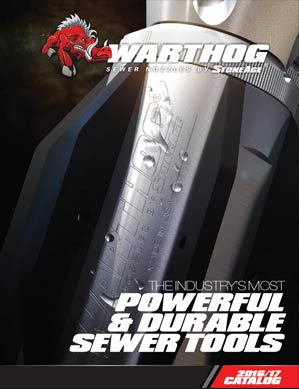 WARTHOG
SEWER NOZZLES BY STONEAGE
THE INDUSTRY'S MOST
POWERFUL
& DURABLE
SEWER TOOLS
2016/17
CATALOG